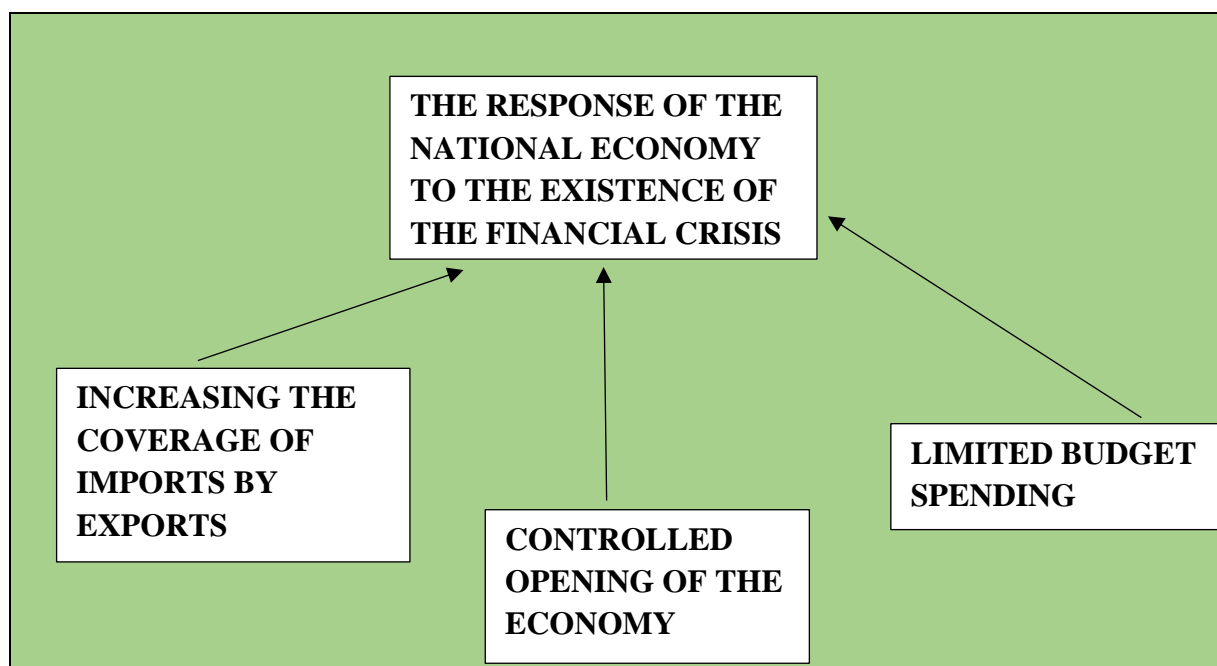 THE RESPONSE OF THE
NATIONAL ECONOMY
TO THE EXISTENCE OF
THE FINANCIAL CRISIS
INCREASING THE
COVERAGE OF
IMPORTS BY
EXPORTS
CONTROLLED
OPENING OF THE
ECONOMY
LIMITED BUDGET
SPENDING